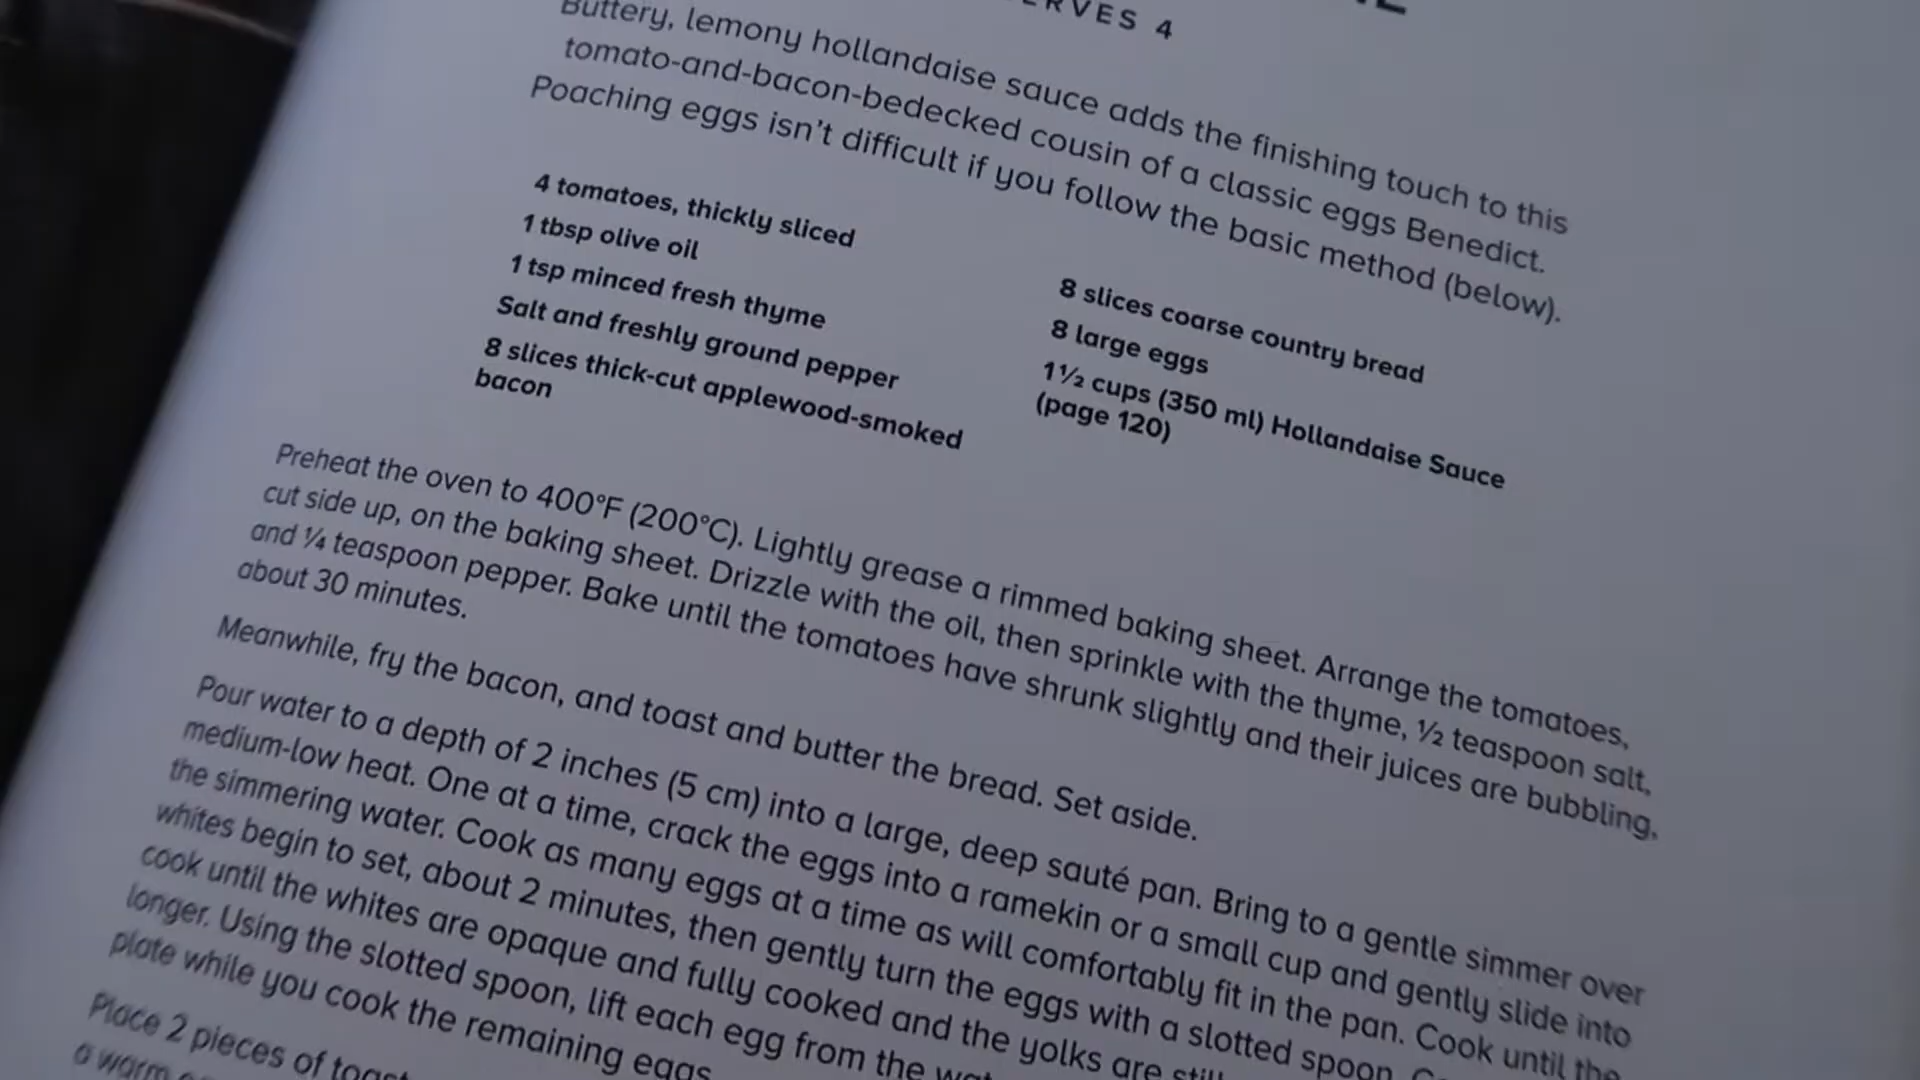 ERVES 4
Buttery, lemony hollandaise sauce adds the finishing touch to this
tomato-and-bacon-bedecked cousin of a classic eggs Benedict.
Poaching eggs isn't difficult if you follow the basic method (below).
4 tomatoes, thickly sliced
1 tbsp olive oil
1 tsp minced fresh thyme
Salt and freshly ground pepper
8 slices thick-cut applewood-smoked
bacon
8 slices coarse country bread
8 large eggs
1½ cups (350 ml) Hollandaise Sauce
(page 120)
Preheat the oven to 400°F (200°C). Lightly grease a rimmed baking sheet. Arrange the tomatoes,
cut side up, on the baking sheet. Drizzle with the oil, then sprinkle with the thyme, ½ teaspoon salt,
and ¼ teaspoon pepper. Bake until the tomatoes have shrunk slightly and their juices are bubbling,
about 30 minutes.
Meanwhile, fry the bacon, and toast and butter the bread. Set aside.
Pour water to a depth of 2 inches (5 cm) into a large, deep sauté pan. Bring to a gentle simmer over
medium-low heat. One at a time, crack the eggs into a ramekin or a small cup and gently slide into
the simmering water. Cook as many eggs at a time as will comfortably fit in the pan. Cook until the
whites begin to set, about 2 minutes, then gently turn the eggs with a slotted spoon.
cook until the whites are opaque and fully cooked and the yolks are still
longer. Using the slotted spoon, lift each egg from the
plate while you cook the remaining eggs.
Place 2 pieces of toast
a warm